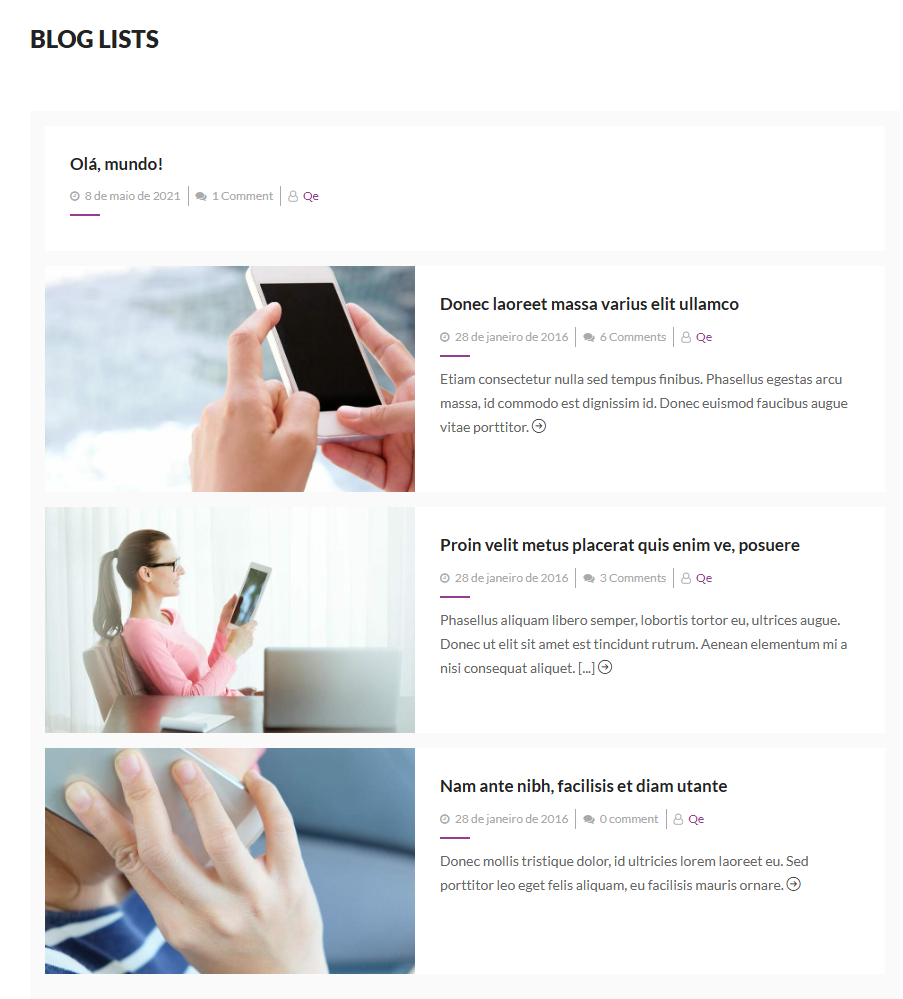 BLOG LISTS
Olá, mundo!
8 de maio de 2021 1 Comment Qe
Donec laoreet massa varius elit ullamco
28 de janeiro de 2016 6 Comments Qe
Etiam consectetur nulla sed tempus finibus. Phasellus egestas arcu
massa, id commodo est dignissim id. Donec euismod faucibus augue
vitae porttitor.
Proin velit metus placerat quis enim ve, posuere
28 de janeiro de 2016 3 Comments Qe
Phasellus aliquam libero semper, lobortis tortor eu, ultrices augue.
Donec ut elit sit amet est tincidunt rutrum. Aenean elementum mi a
nisi consequat aliquet. [...]
Nam ante nibh, facilisis et diam utante
28 de janeiro de 2016 0 comment Qe
Donec mollis tristique dolor, id ultricies lorem laoreet eu. Sed
porttitor leo eget felis aliquam, eu facilisis mauris ornare.